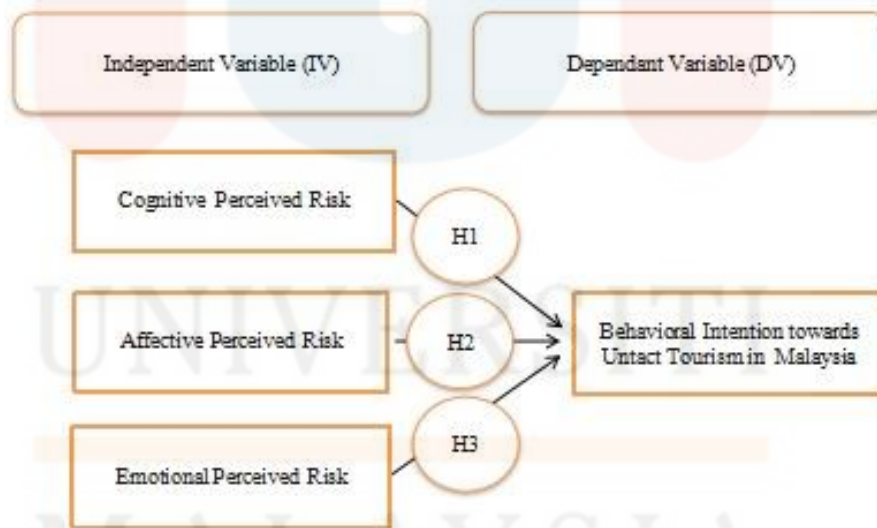 Independent Variable (IV)
Dependant Variable (DV)
Cognitive Perceived Risk
H1
Affective Perceived Risk
H2
Behavioral Intention towards
Untact Tourism in Malaysia
Emotional Perceived Risk
H3
UNIVERSITI
MALAYSIA